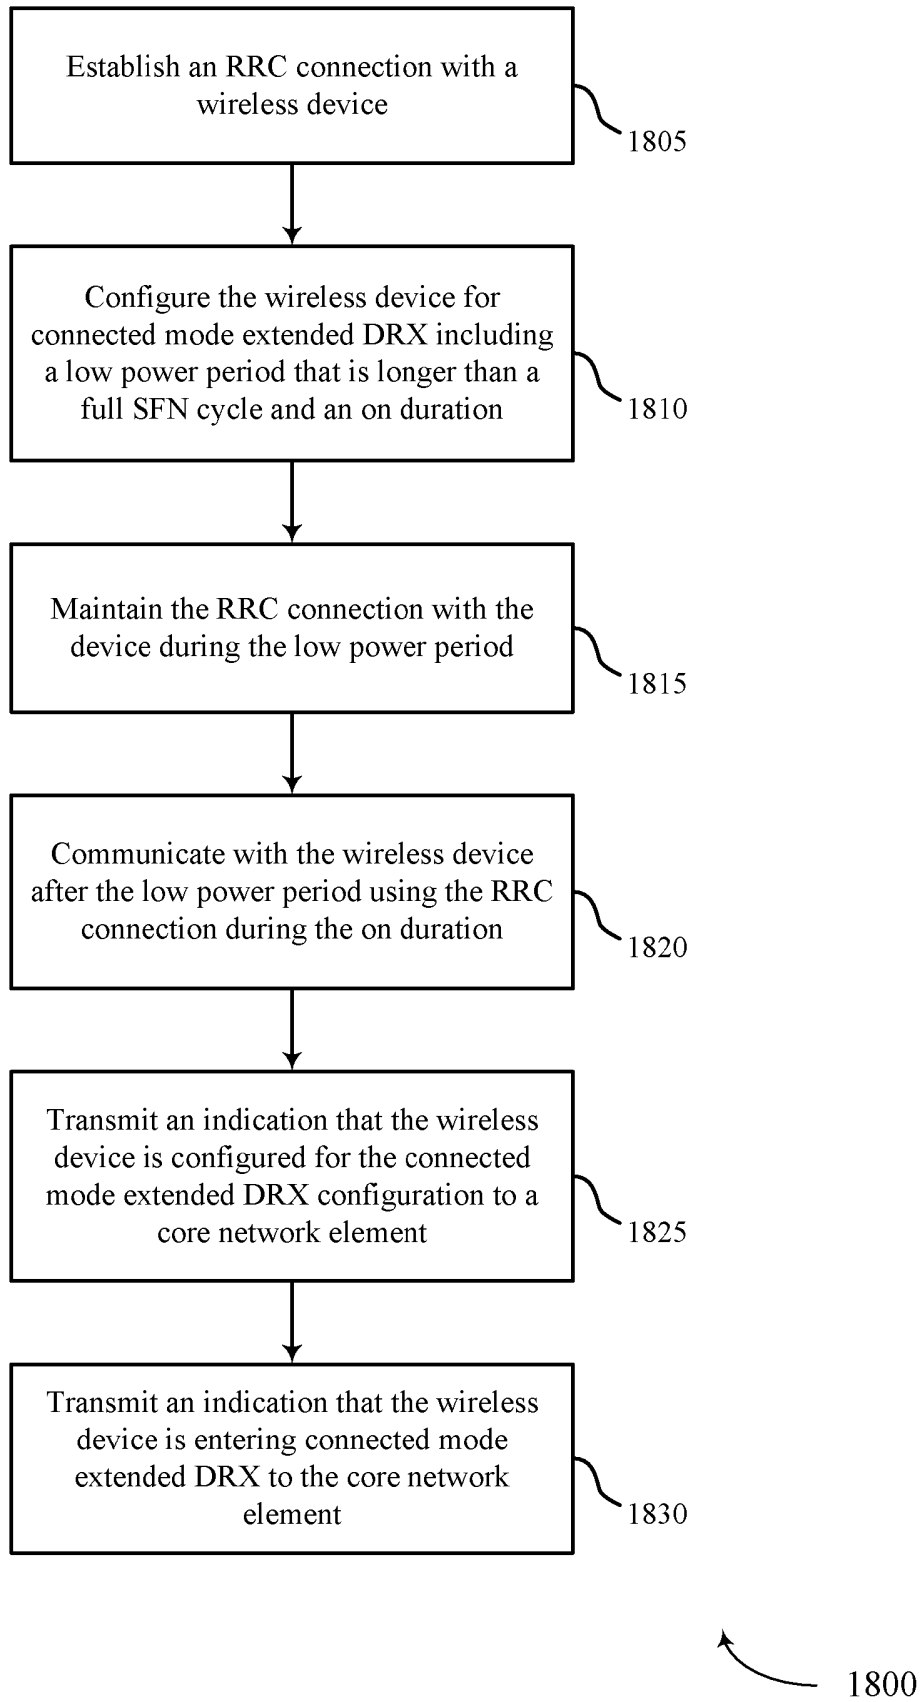 Establish an RRC connection with a
wireless device
1805
Configure the wireless device for
connected mode extended DRX including
a low power period that is longer than a
full SFN cycle and an on duration
1810
Maintain the RRC connection with the
device during the low power period
1815
Communicate with the wireless device
after the low power period using the RRC
connection during the on duration
1820
Transmit an indication that the wireless
device is configured for the connected
mode extended DRX configuration to a
core network element
1825
Transmit an indication that the wireless
device is entering connected mode
extended DRX to the core network
element
1830
1800